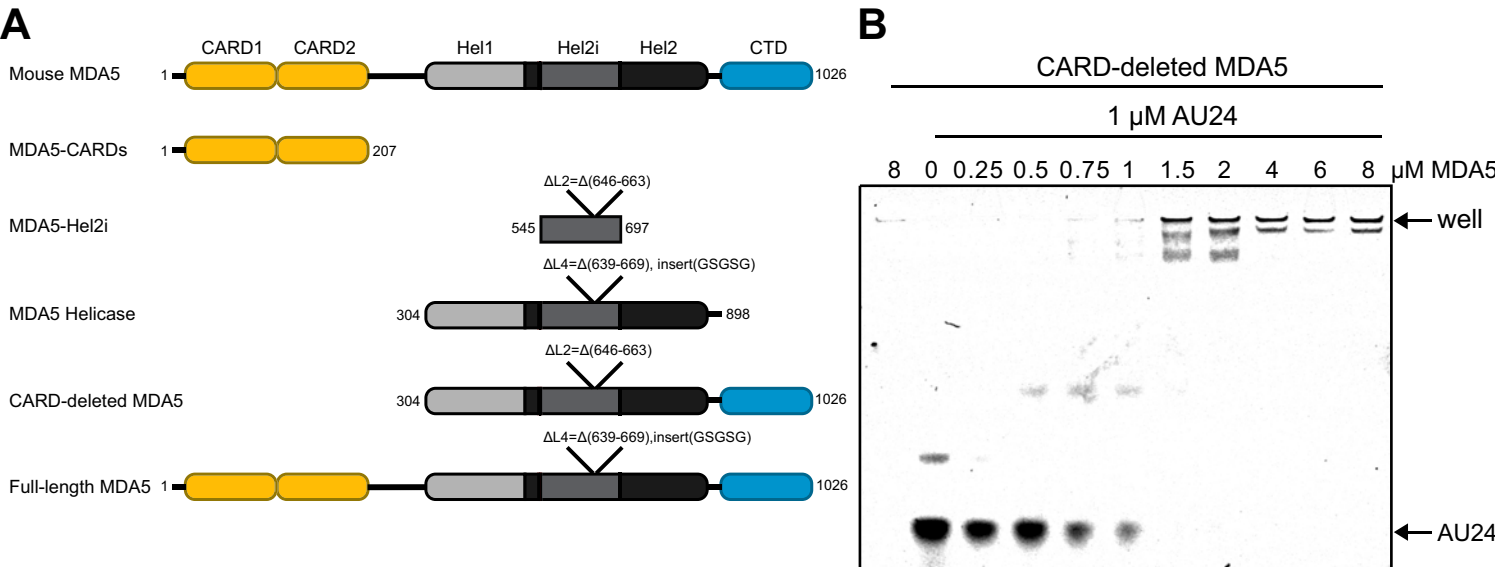 A
CARD1 CARD2 Hel1 Hel2i Hel2 CTD
Mouse MDA5 1 1026
MDA5-CARDs 1 207
ΔL2=Δ(646-663)
MDA5-Hel2i 545 697
ΔL4=Δ(639-669), insert(GSGSG)
MDA5 Helicase 304 898
ΔL2=Δ(646-663)
CARD-deleted MDA5 304 1026
ΔL4=Δ(639-669),insert(GSGSG)
Full-length MDA5 1 1026
B
CARD-deleted MDA5
1 µM AU24
8 0 0.25 0.5 0.75 1 1.5 2 4 6 8 µM MDA5
well
AU24